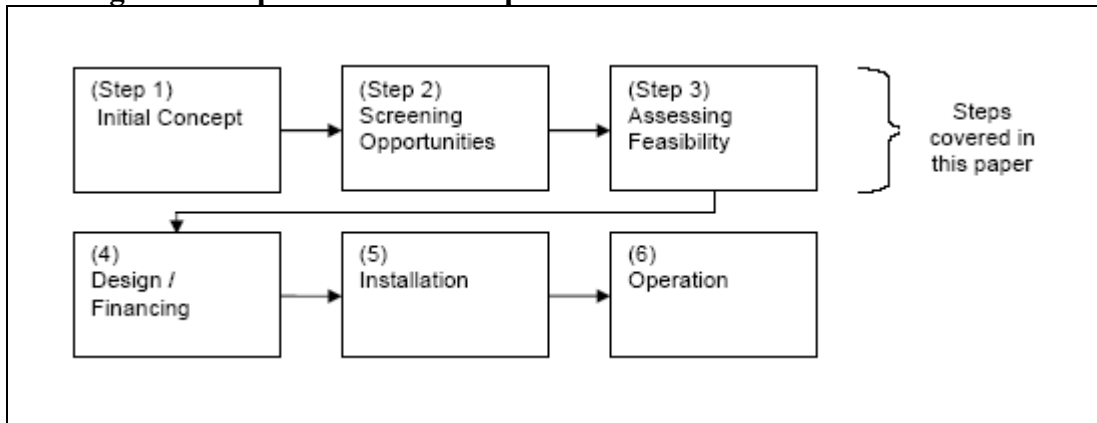 (Step 1)
Initial Concept
(Step 2)
Screening
Opportunities
(Step 3)
Assessing
Feasibility
Steps
covered in
this paper
(4)
Design /
Financing
(5)
Installation
(6)
Operation